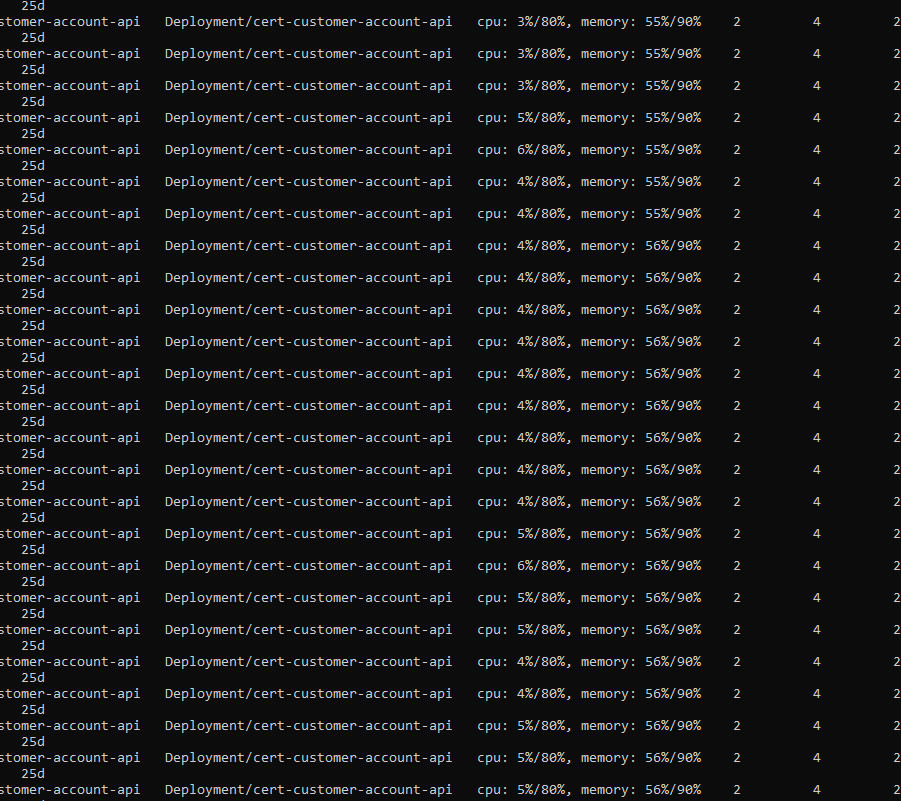 25d
stomer-account-api Deployment/cert-customer-account-api cpu: 3%/80%, memory: 55%/90% 2 4 2
25d
stomer-account-api Deployment/cert-customer-account-api cpu: 3%/80%, memory: 55%/90% 2 4 2
25d
stomer-account-api Deployment/cert-customer-account-api cpu: 3%/80%, memory: 55%/90% 2 4 2
25d
stomer-account-api Deployment/cert-customer-account-api cpu: 5%/80%, memory: 55%/90% 2 4 2
25d
stomer-account-api Deployment/cert-customer-account-api cpu: 6%/80%, memory: 55%/90% 2 4 2
25d
stomer-account-api Deployment/cert-customer-account-api cpu: 4%/80%, memory: 55%/90% 2 4 2
25d
stomer-account-api Deployment/cert-customer-account-api cpu: 4%/80%, memory: 55%/90% 2 4 2
25d
stomer-account-api Deployment/cert-customer-account-api cpu: 4%/80%, memory: 56%/90% 2 4 2
25d
stomer-account-api Deployment/cert-customer-account-api cpu: 4%/80%, memory: 56%/90% 2 4 2
25d
stomer-account-api Deployment/cert-customer-account-api cpu: 4%/80%, memory: 56%/90% 2 4 2
25d
stomer-account-api Deployment/cert-customer-account-api cpu: 4%/80%, memory: 56%/90% 2 4 2
25d
stomer-account-api Deployment/cert-customer-account-api cpu: 4%/80%, memory: 56%/90% 2 4 2
25d
stomer-account-api Deployment/cert-customer-account-api cpu: 4%/80%, memory: 56%/90% 2 4 2
25d
stomer-account-api Deployment/cert-customer-account-api cpu: 4%/80%, memory: 56%/90% 2 4 2
25d
stomer-account-api Deployment/cert-customer-account-api cpu: 4%/80%, memory: 56%/90% 2 4 2
25d
stomer-account-api Deployment/cert-customer-account-api cpu: 4%/80%, memory: 56%/90% 2 4 2
25d
stomer-account-api Deployment/cert-customer-account-api cpu: 5%/80%, memory: 56%/90% 2 4 2
25d
stomer-account-api Deployment/cert-customer-account-api cpu: 6%/80%, memory: 56%/90% 2 4 2
25d
stomer-account-api Deployment/cert-customer-account-api cpu: 5%/80%, memory: 56%/90% 2 4 2
25d
stomer-account-api Deployment/cert-customer-account-api cpu: 5%/80%, memory: 56%/90% 2 4 2
25d
stomer-account-api Deployment/cert-customer-account-api cpu: 4%/80%, memory: 56%/90% 2 4 2
25d
stomer-account-api Deployment/cert-customer-account-api cpu: 4%/80%, memory: 56%/90% 2 4 2
25d
stomer-account-api Deployment/cert-customer-account-api cpu: 5%/80%, memory: 56%/90% 2 4 2
25d
stomer-account-api Deployment/cert-customer-account-api cpu: 5%/80%, memory: 56%/90% 2 4 2
25d
stomer-account-api Deployment/cert-customer-account-api cpu: 5%/80%, memory: 56%/90% 2 4 2